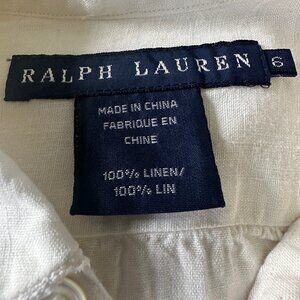 RALPH LAUREN 6
MADE IN CHINA
FABRIQUE EN
CHINE
100% LINEN/
100% LIN